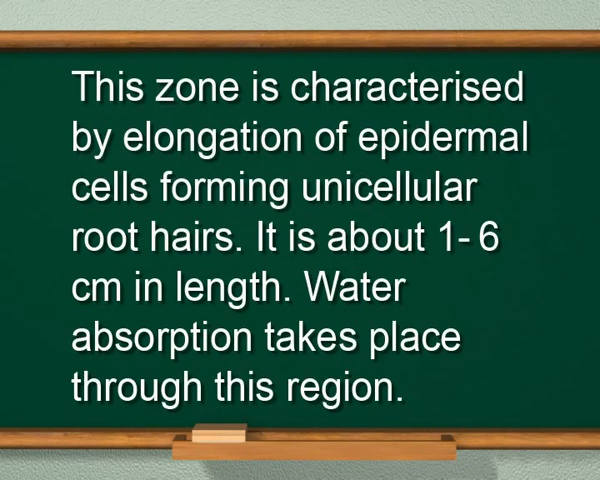 This zone is characterised
by elongation of epidermal
cells forming unicellular
root hairs. It is about 1- 6
cm in length. Water
absorption takes place
through this region.